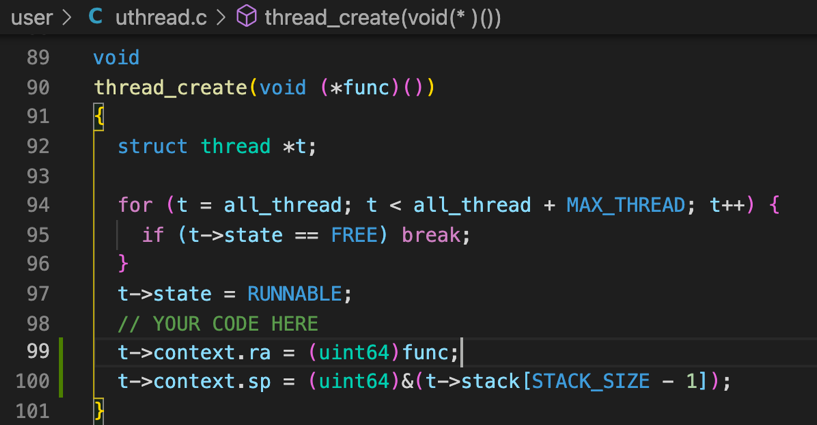 user > C uthread.c > thread_create(void(* )())
89 void
90 thread_create(void (*func)())
91 {
92   struct thread *t;
93
94   for (t = all_thread; t < all_thread + MAX_THREAD; t++) {
95     if (t->state == FREE) break;
96   }
97   t->state = RUNNABLE;
98   // YOUR CODE HERE
99   t->context.ra = (uint64)func;
100   t->context.sp = (uint64)&(t->stack[STACK_SIZE - 1]);
101 }